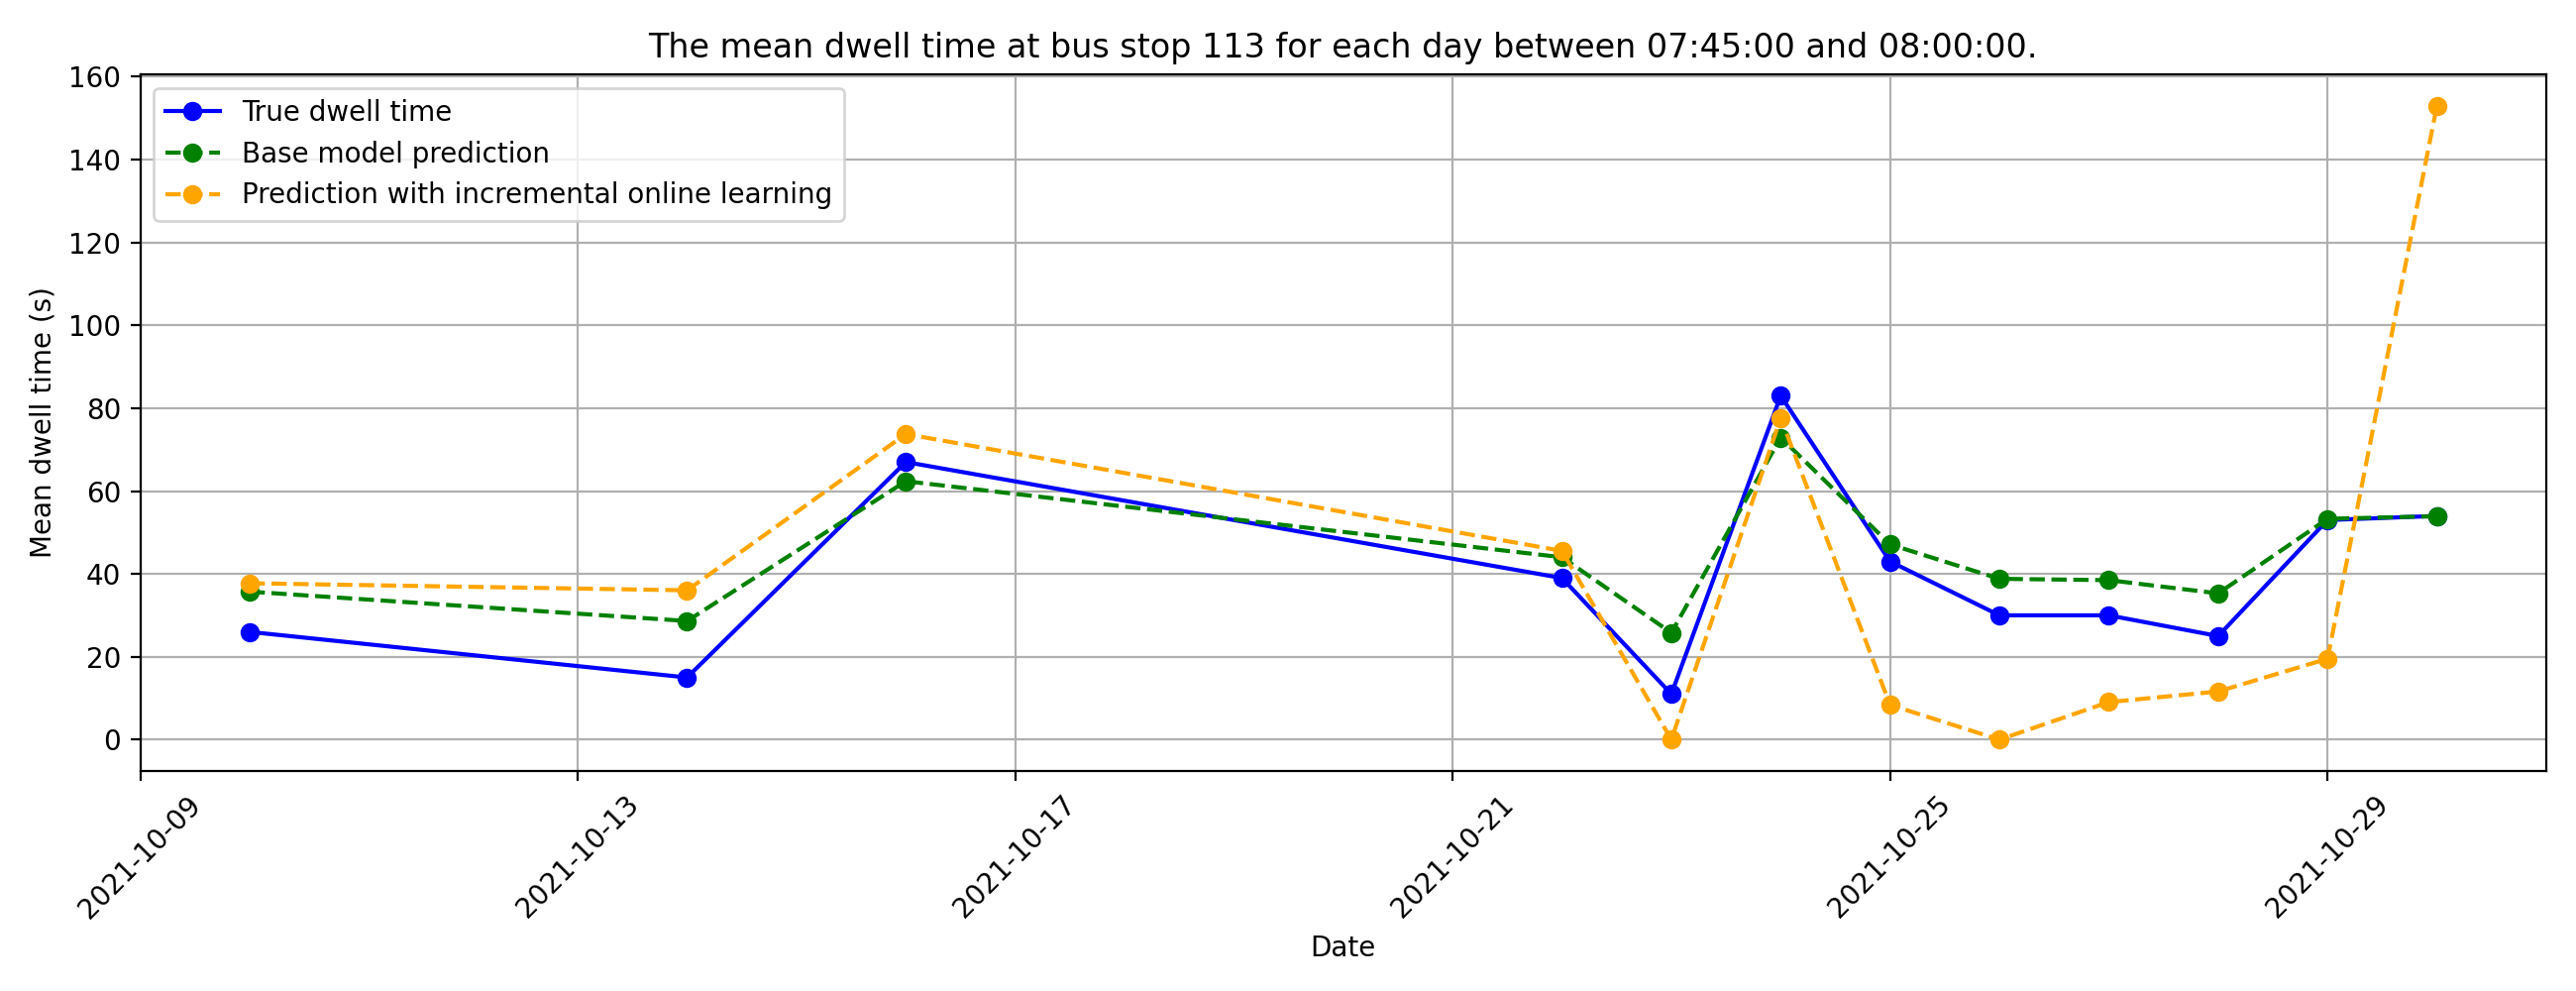 The mean dwell time at bus stop 113 for each day between 07:45:00 and 08:00:00.
True dwell time
Base model prediction
Prediction with incremental online learning
Mean dwell time (s)
160
140
120
100
80
60
40
20
0
2021-10-09
2021-10-13
2021-10-17
2021-10-21
2021-10-25
2021-10-29
Date